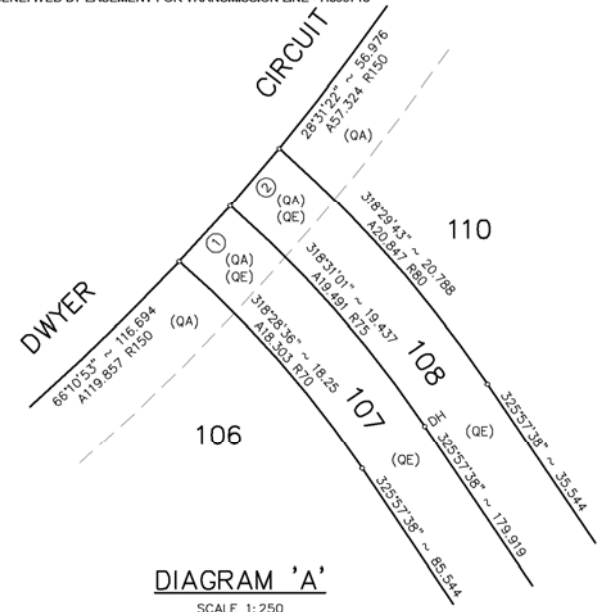 CIRCUIT
28°31'22" ~ 56.976
A57.324 R150
(QA)
②
(QA)
(QE)
318°29'43" ~ 20.788
A20.847 R80
110
①
(QA)
(QE)
318°31'01" ~ 19.437
A19.491 R75
DWYER
66°10'53" ~ 116.694
A119.857 R150
(QA)
318°28'36" ~ 18.25
A18.303 R70
108
107
106
DH
(QE)
(QE)
325°57'38" ~ 35.544
325°57'38" ~ 179.919
325°57'38" ~ 85.544
DIAGRAM 'A'
SCALE 1:250